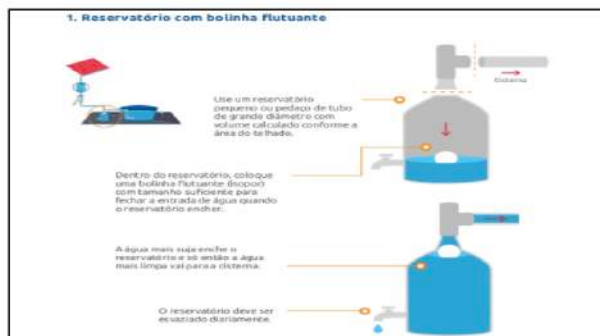 1. Reservatório com bolinha flutuante
Cisterna
Use um reservatório
pequeno ou pedaço de tubo
de grande diâmetro com
volume calculado conforme a
área do telhado.
Dentro do reservatório, coloque
uma bolinha flutuante (isopor)
com tamanho suficiente para
fechar a entrada de água quando
o reservatório encher.
A água mais suja enche o
reservatório e só então a água
mais limpa vai para a cisterna.
O reservatório deve ser
esvaziado diariamente.